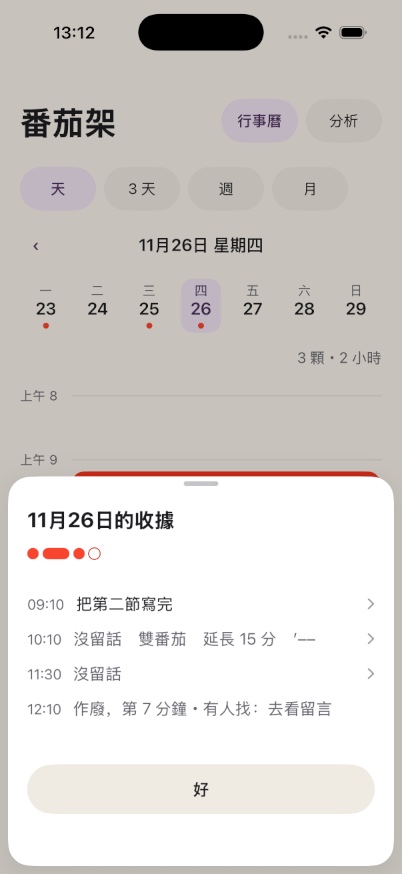 13:12
番茄架
行事曆
分析
天
3 天
週
月
‹
11月26日 星期四
一 二 三 四 五 六 日
23 24 25 26 27 28 29
3 顆・2 小時
上午 8
上午 9
11月26日的收據
09:10 把第二節寫完
10:10 沒留話 雙番茄 延長 15 分 ′––
11:30 沒留話
12:10 作廢，第 7 分鐘・有人找：去看留言
好